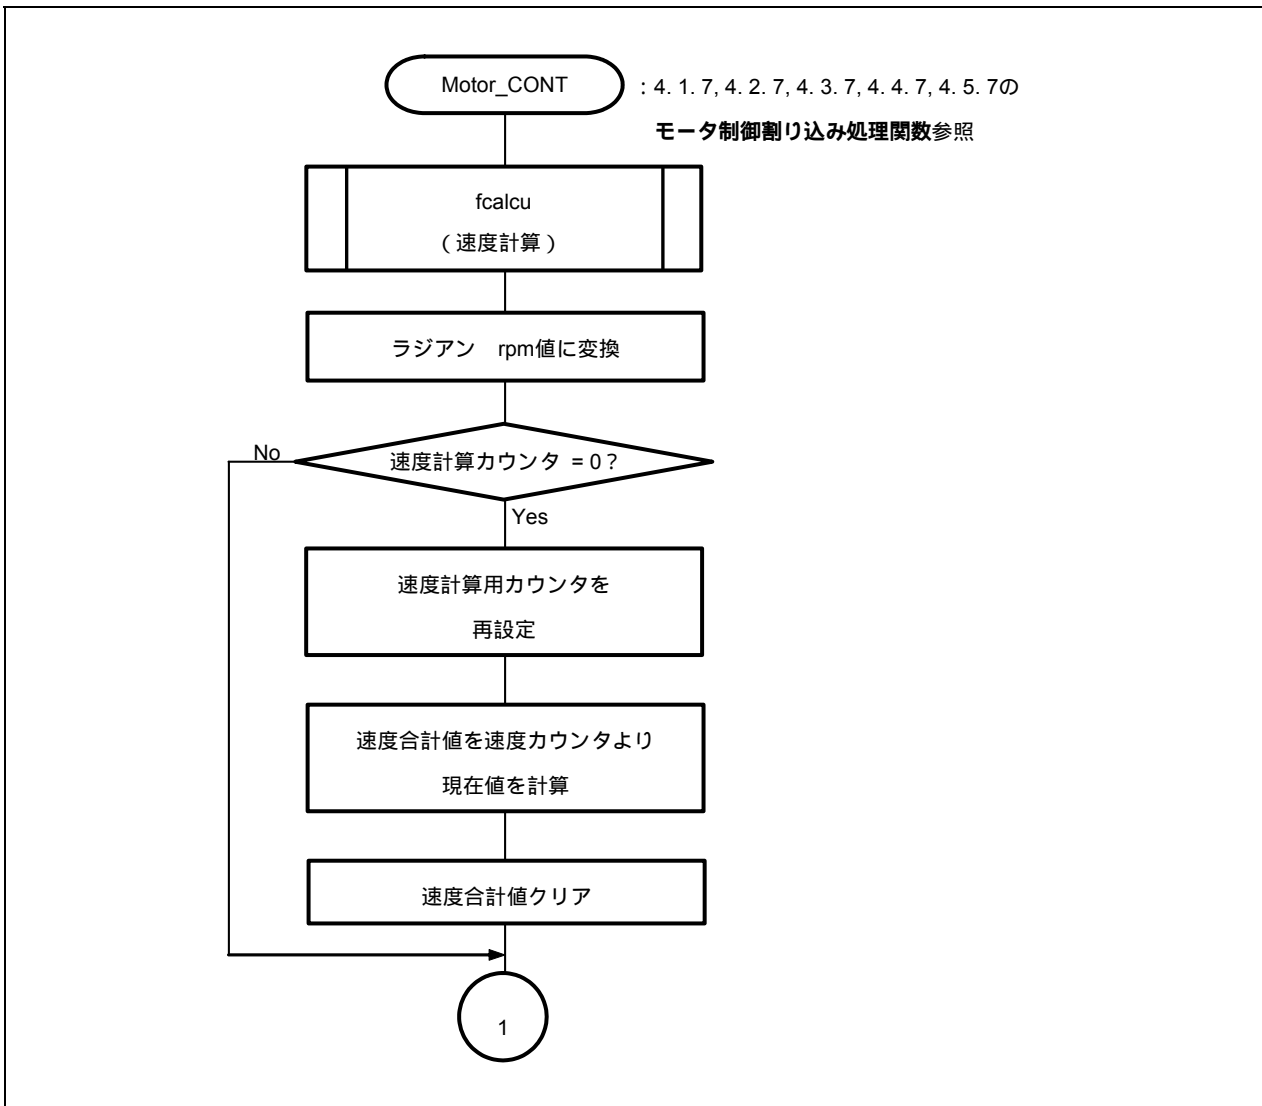 Motor_CONT
: 4. 1. 7, 4. 2. 7, 4. 3. 7, 4. 4. 7, 4. 5. 7の
モータ制御割り込み処理関数参照
fcalcu
(速度計算)
ラジアン　rpm値に変換
No
速度計算カウンタ = 0？
Yes
速度計算用カウンタを
再設定
速度合計値を速度カウンタより
現在値を計算
速度合計値クリア
1